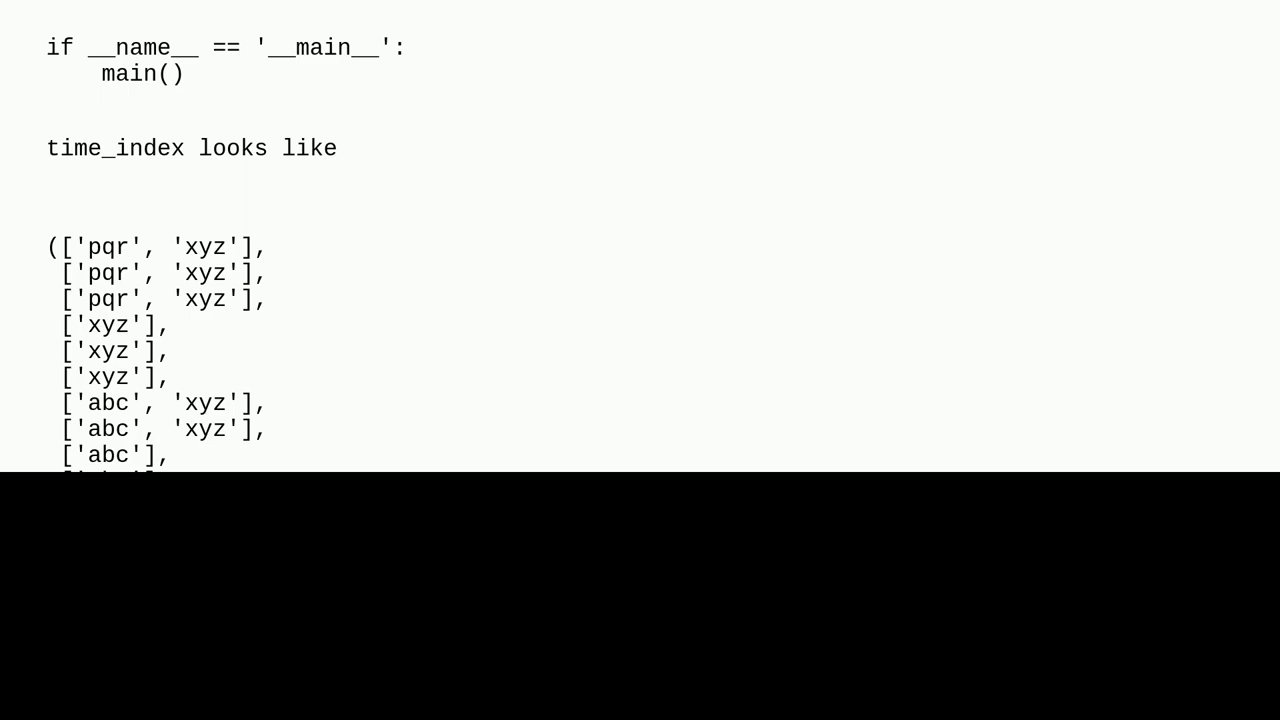 if __name__ == '__main__':
    main()
time_index looks like
(['pqr', 'xyz'],
 ['pqr', 'xyz'],
 ['pqr', 'xyz'],
 ['xyz'],
 ['xyz'],
 ['xyz'],
 ['abc', 'xyz'],
 ['abc', 'xyz'],
 ['abc'],